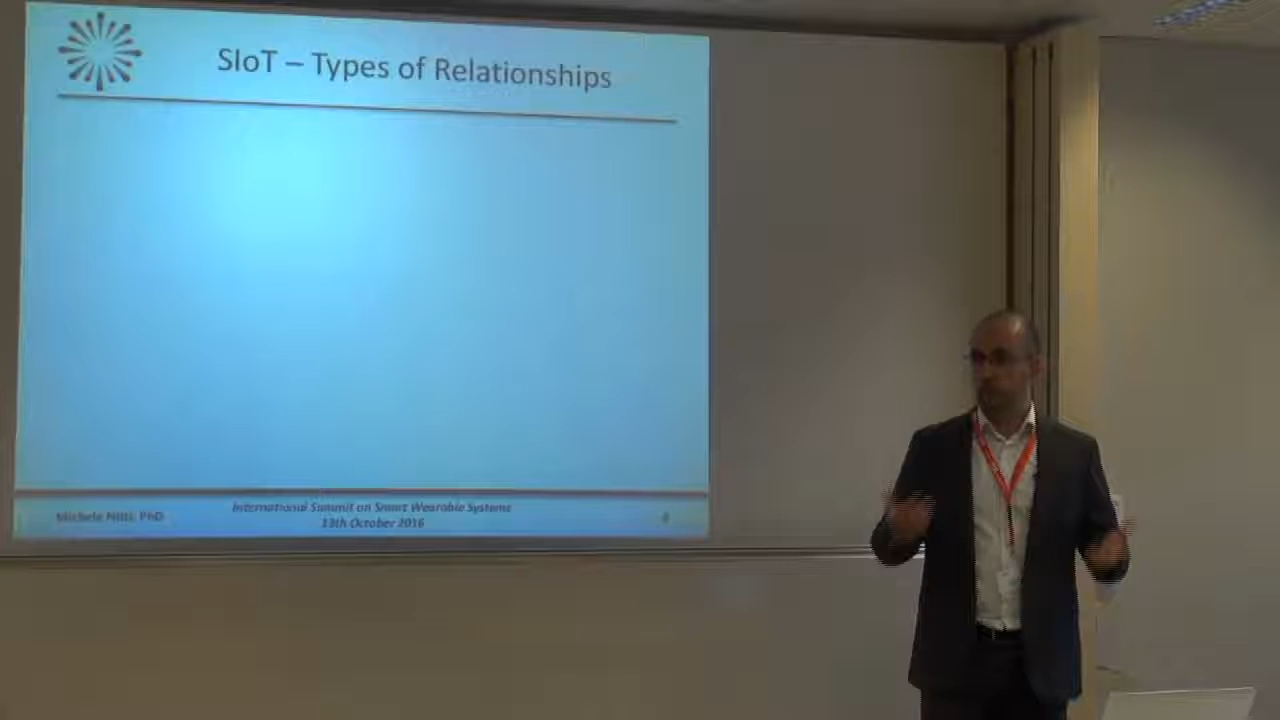 SIoT – Types of Relationships
Michele Nitti, PhD
International Summit on Smart Wearable Systems
13th October 2016